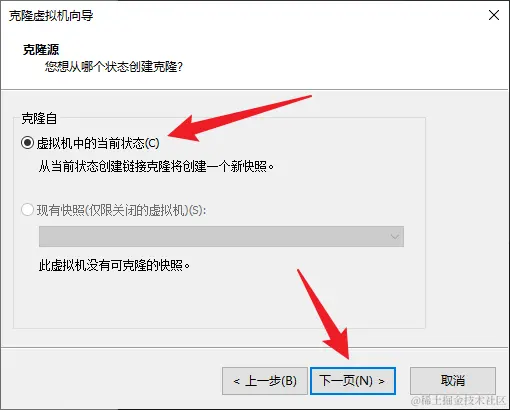 克隆虚拟机向导
克隆源
您想从哪个状态创建克隆?
克隆自
虚拟机中的当前状态(C)
从当前状态创建链接克隆将创建一个新快照。
现有快照(仅限关闭的虚拟机)(S):
此虚拟机没有可克隆的快照。
< 上一步(B) 下一页(N) > 取消
@稀土掘金技术社区